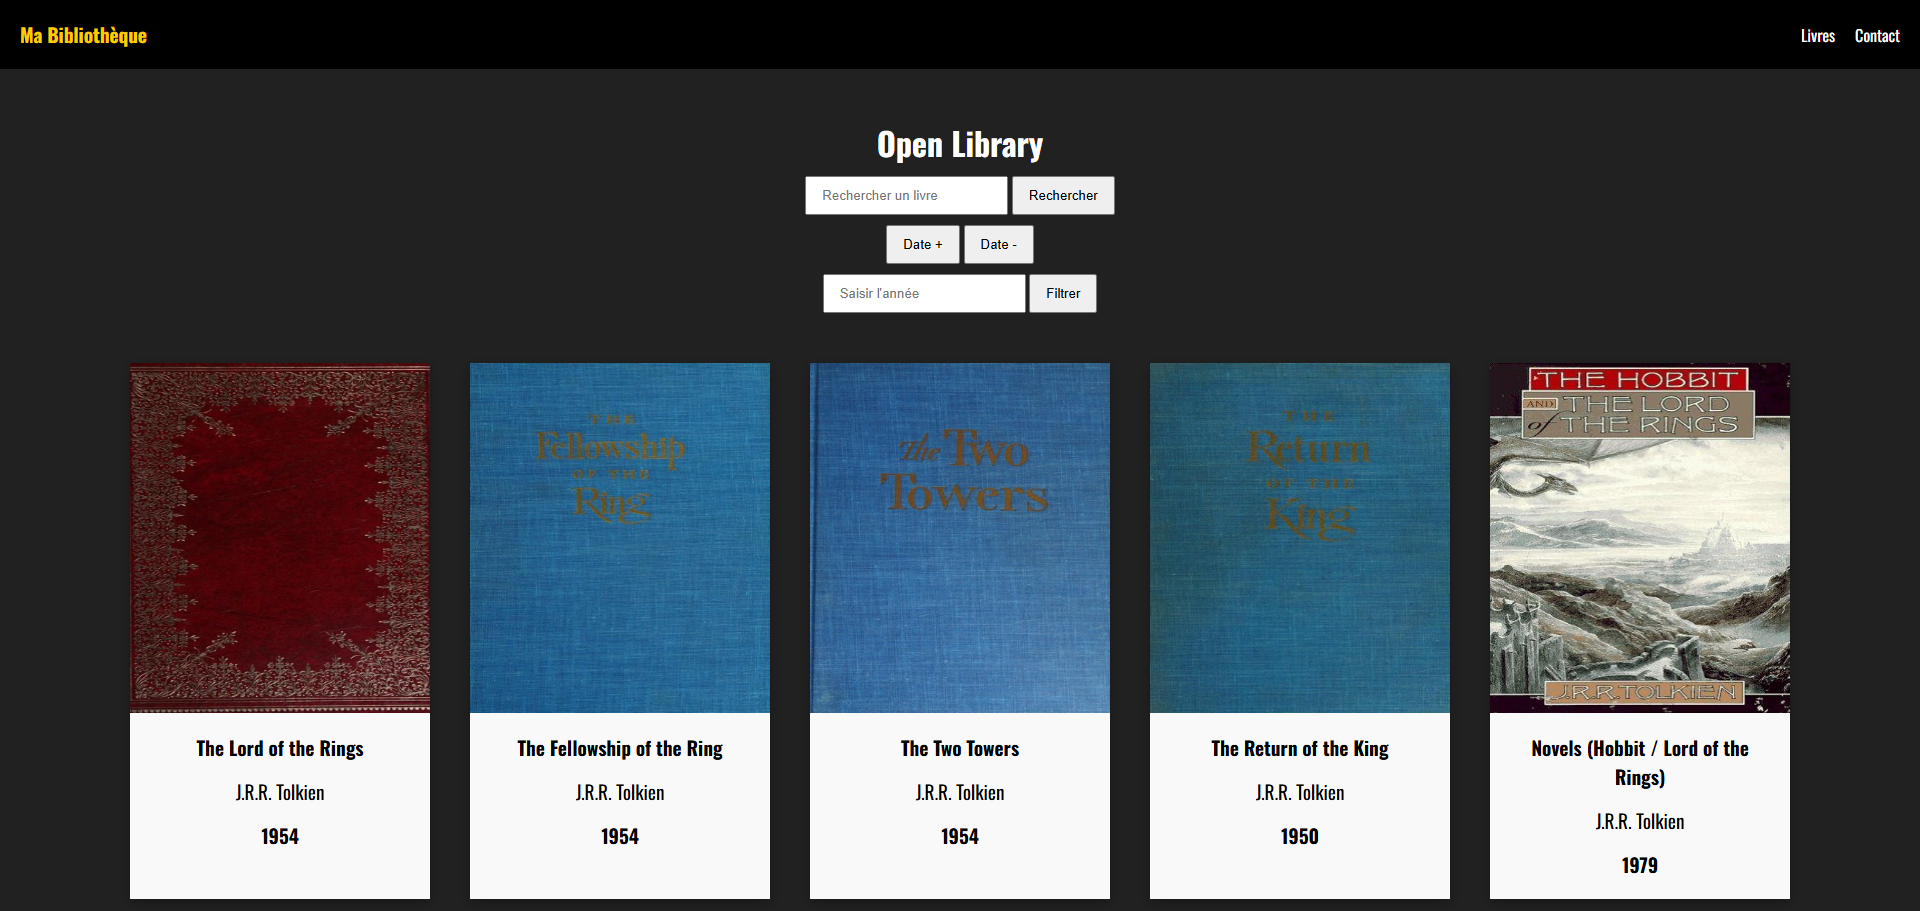 Ma Bibliothèque
Livres
Contact
Open Library
Rechercher un livre
Rechercher
Date +
Date -
Saisir l'année
Filtrer
THE
Fellowship
OF THE
Ring
The Two
Towers
THE
Return
OF THE
King
THE HOBBIT
AND THE LORD
of THE RINGS
J.R.R. TOLKIEN
The Lord of the Rings
J.R.R. Tolkien
1954
The Fellowship of the Ring
J.R.R. Tolkien
1954
The Two Towers
J.R.R. Tolkien
1954
The Return of the King
J.R.R. Tolkien
1950
Novels (Hobbit / Lord of the
Rings)
J.R.R. Tolkien
1979